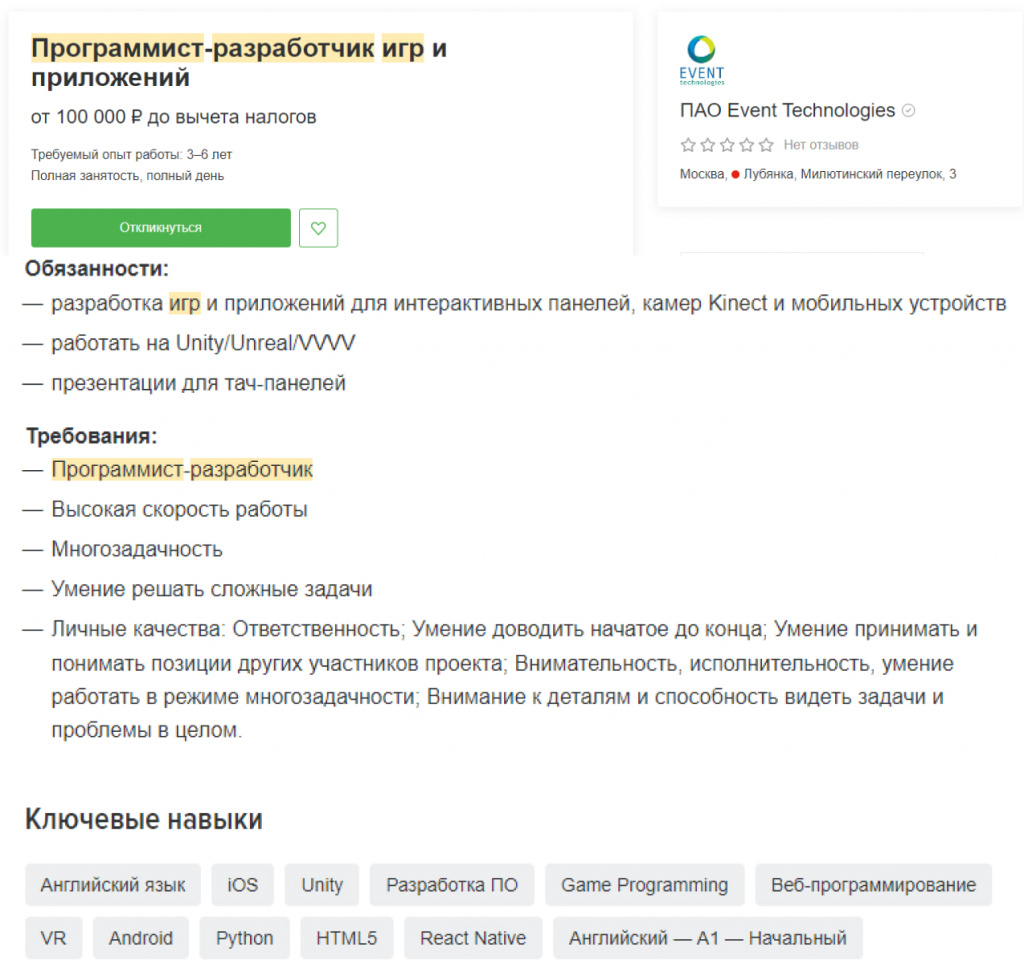 Программист-разработчик игр и
приложений
от 100 000 ₽ до вычета налогов
Требуемый опыт работы: 3–6 лет
Полная занятость, полный день
Откликнуться
EVENT
technologies
ПАО Event Technologies
Нет отзывов
Москва, Лубянка, Милютинский переулок, 3
Обязанности:
— разработка игр и приложений для интерактивных панелей, камер Kinect и мобильных устройств
— работать на Unity/Unreal/VVVV
— презентации для тач-панелей
Требования:
— Программист-разработчик
— Высокая скорость работы
— Многозадачность
— Умение решать сложные задачи
— Личные качества: Ответственность; Умение доводить начатое до конца; Умение принимать и
понимать позиции других участников проекта; Внимательность, исполнительность, умение
работать в режиме многозадачности; Внимание к деталям и способность видеть задачи и
проблемы в целом.
Ключевые навыки
Английский язык iOS Unity Разработка ПО Game Programming Веб-программирование
VR Android Python HTML5 React Native Английский — A1 — Начальный